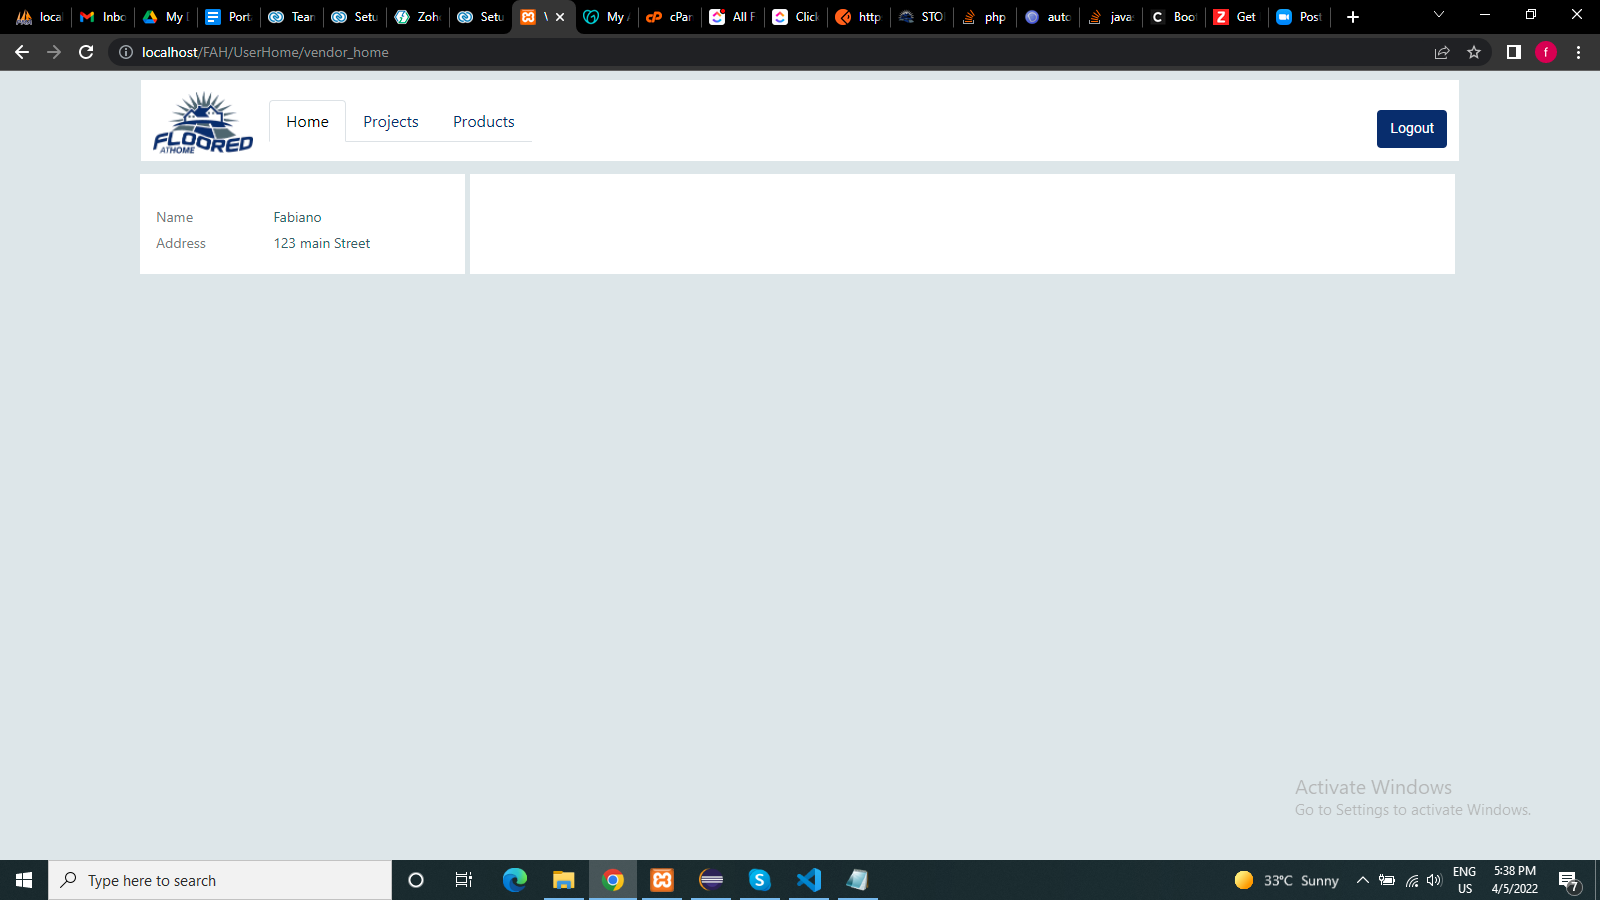 loca
Inbo
My I
Port
Tean
Setu
Zoh
Setu
My A
cPan
All F
Click
http
STO
php
auto
java
Boot
Get
Post
localhost/FAH/UserHome/vendor_home
f
FLOORED
AT HOME
Home
Projects
Products
Logout
Name Fabiano
Address 123 main Street
Activate Windows
Go to Settings to activate Windows.
Type here to search
33°C Sunny
ENG
US
5:38 PM
4/5/2022
7